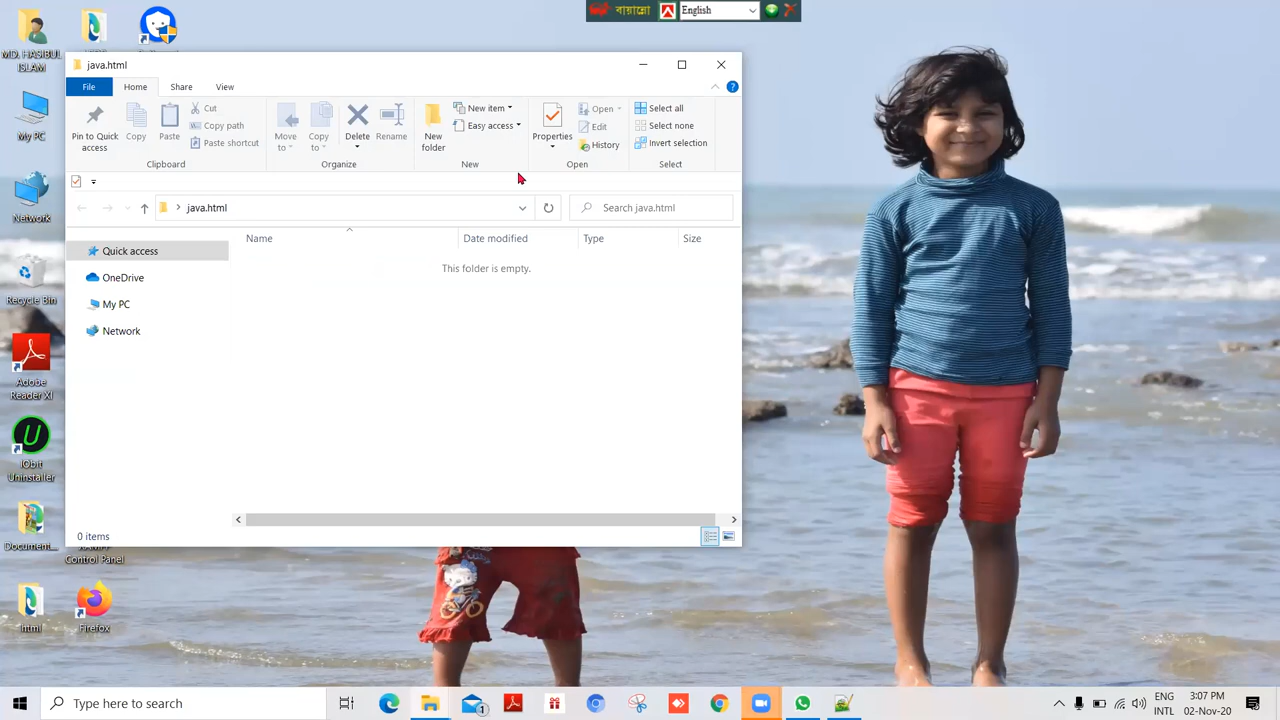 বায়ান্নো
English
MD. HASIBUL
ISLAM
java.html
File
Home
Share
View
Pin to Quick
access
Copy
Paste
Cut
Copy path
Paste shortcut
Clipboard
Move
to
Copy
to
Delete
Rename
Organize
New
folder
New item
Easy access
New
Properties
Open
Edit
History
Open
Select all
Select none
Invert selection
Select
java.html
Search java.html
Name
Date modified
Type
Size
This folder is empty.
Quick access
OneDrive
My PC
Network
0 items
My PC
Network
Recycle Bin
Adobe
Reader XI
IObit
Uninstaller
Document...
Control Panel
html
Firefox
Type here to search
1
ENG
INTL
3:07 PM
02-Nov-20